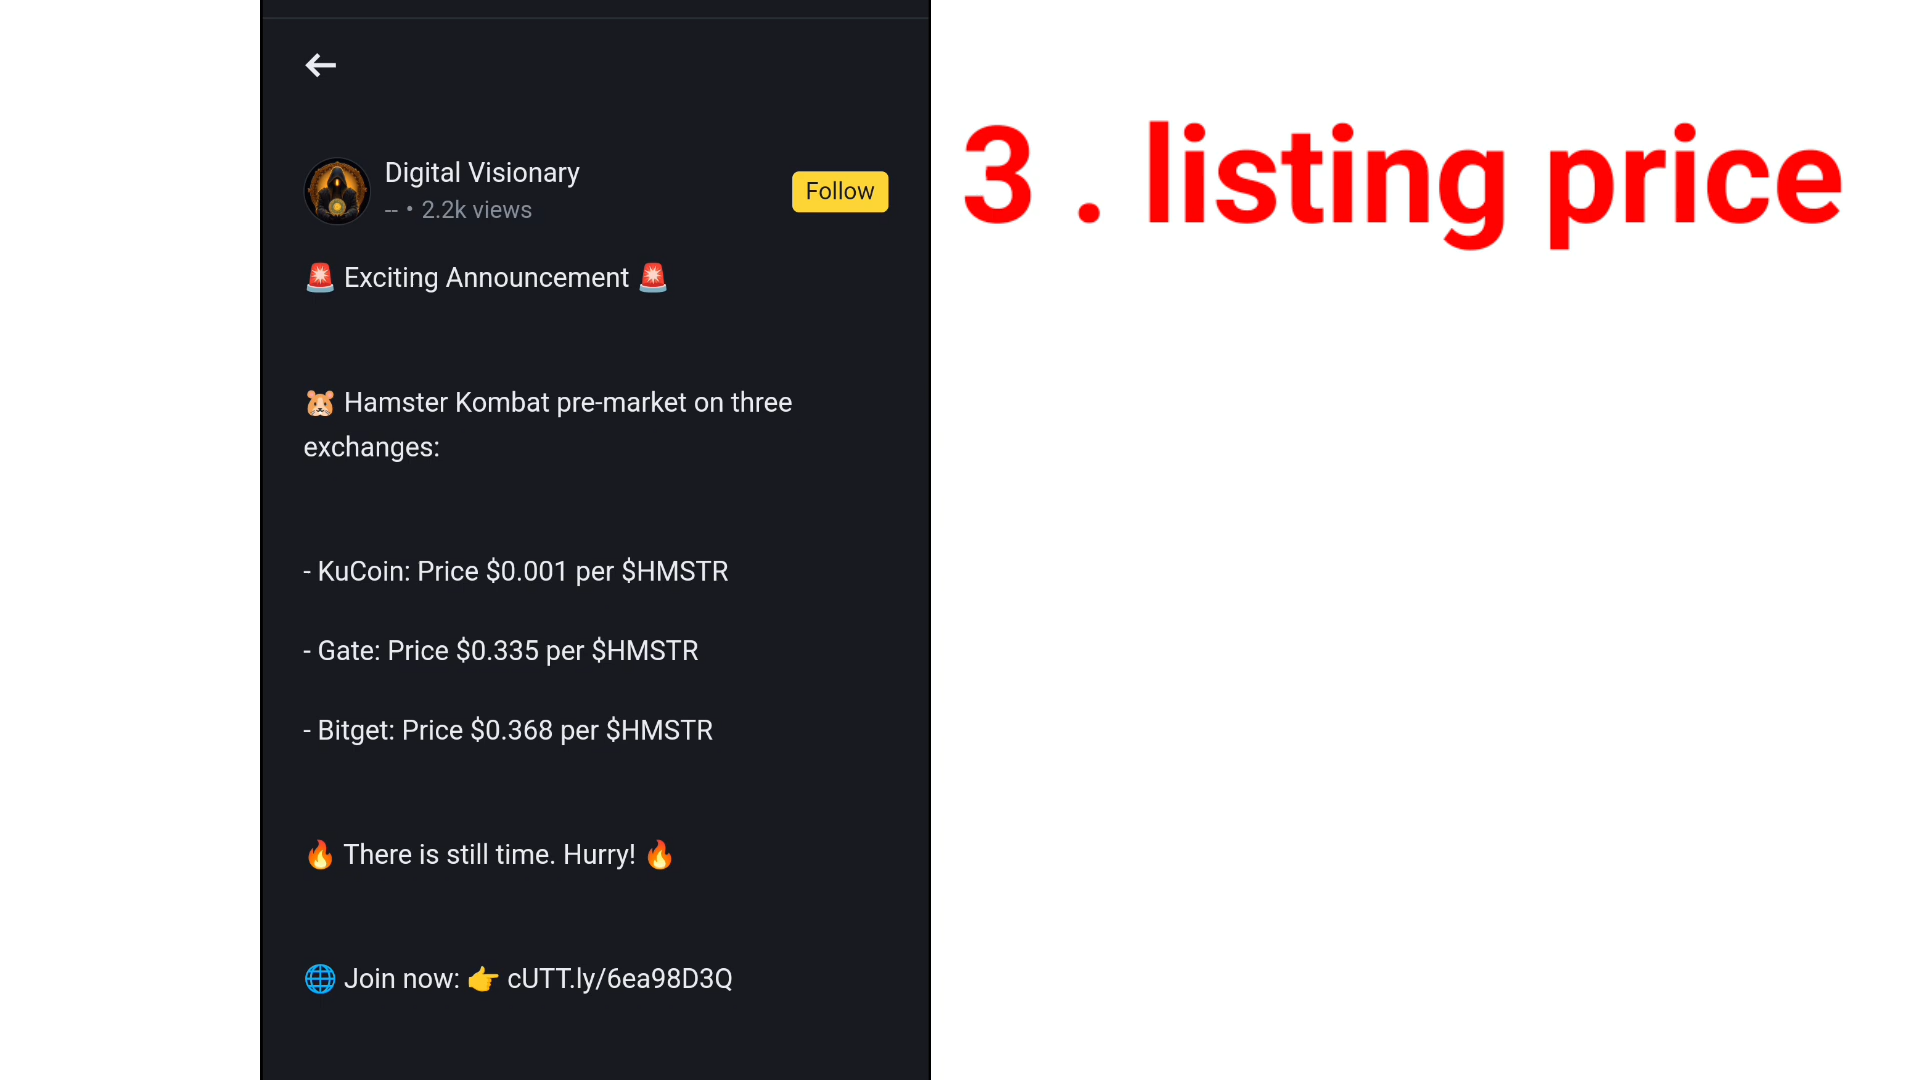 Digital Visionary
-- • 2.2k views
Follow
🚨 Exciting Announcement 🚨
🐹 Hamster Kombat pre-market on three
exchanges:
- KuCoin: Price $0.001 per $HMSTR
- Gate: Price $0.335 per $HMSTR
- Bitget: Price $0.368 per $HMSTR
🔥 There is still time. Hurry! 🔥
🌐 Join now: 👉 cUTT.ly/6ea98D3Q
3 . listing price